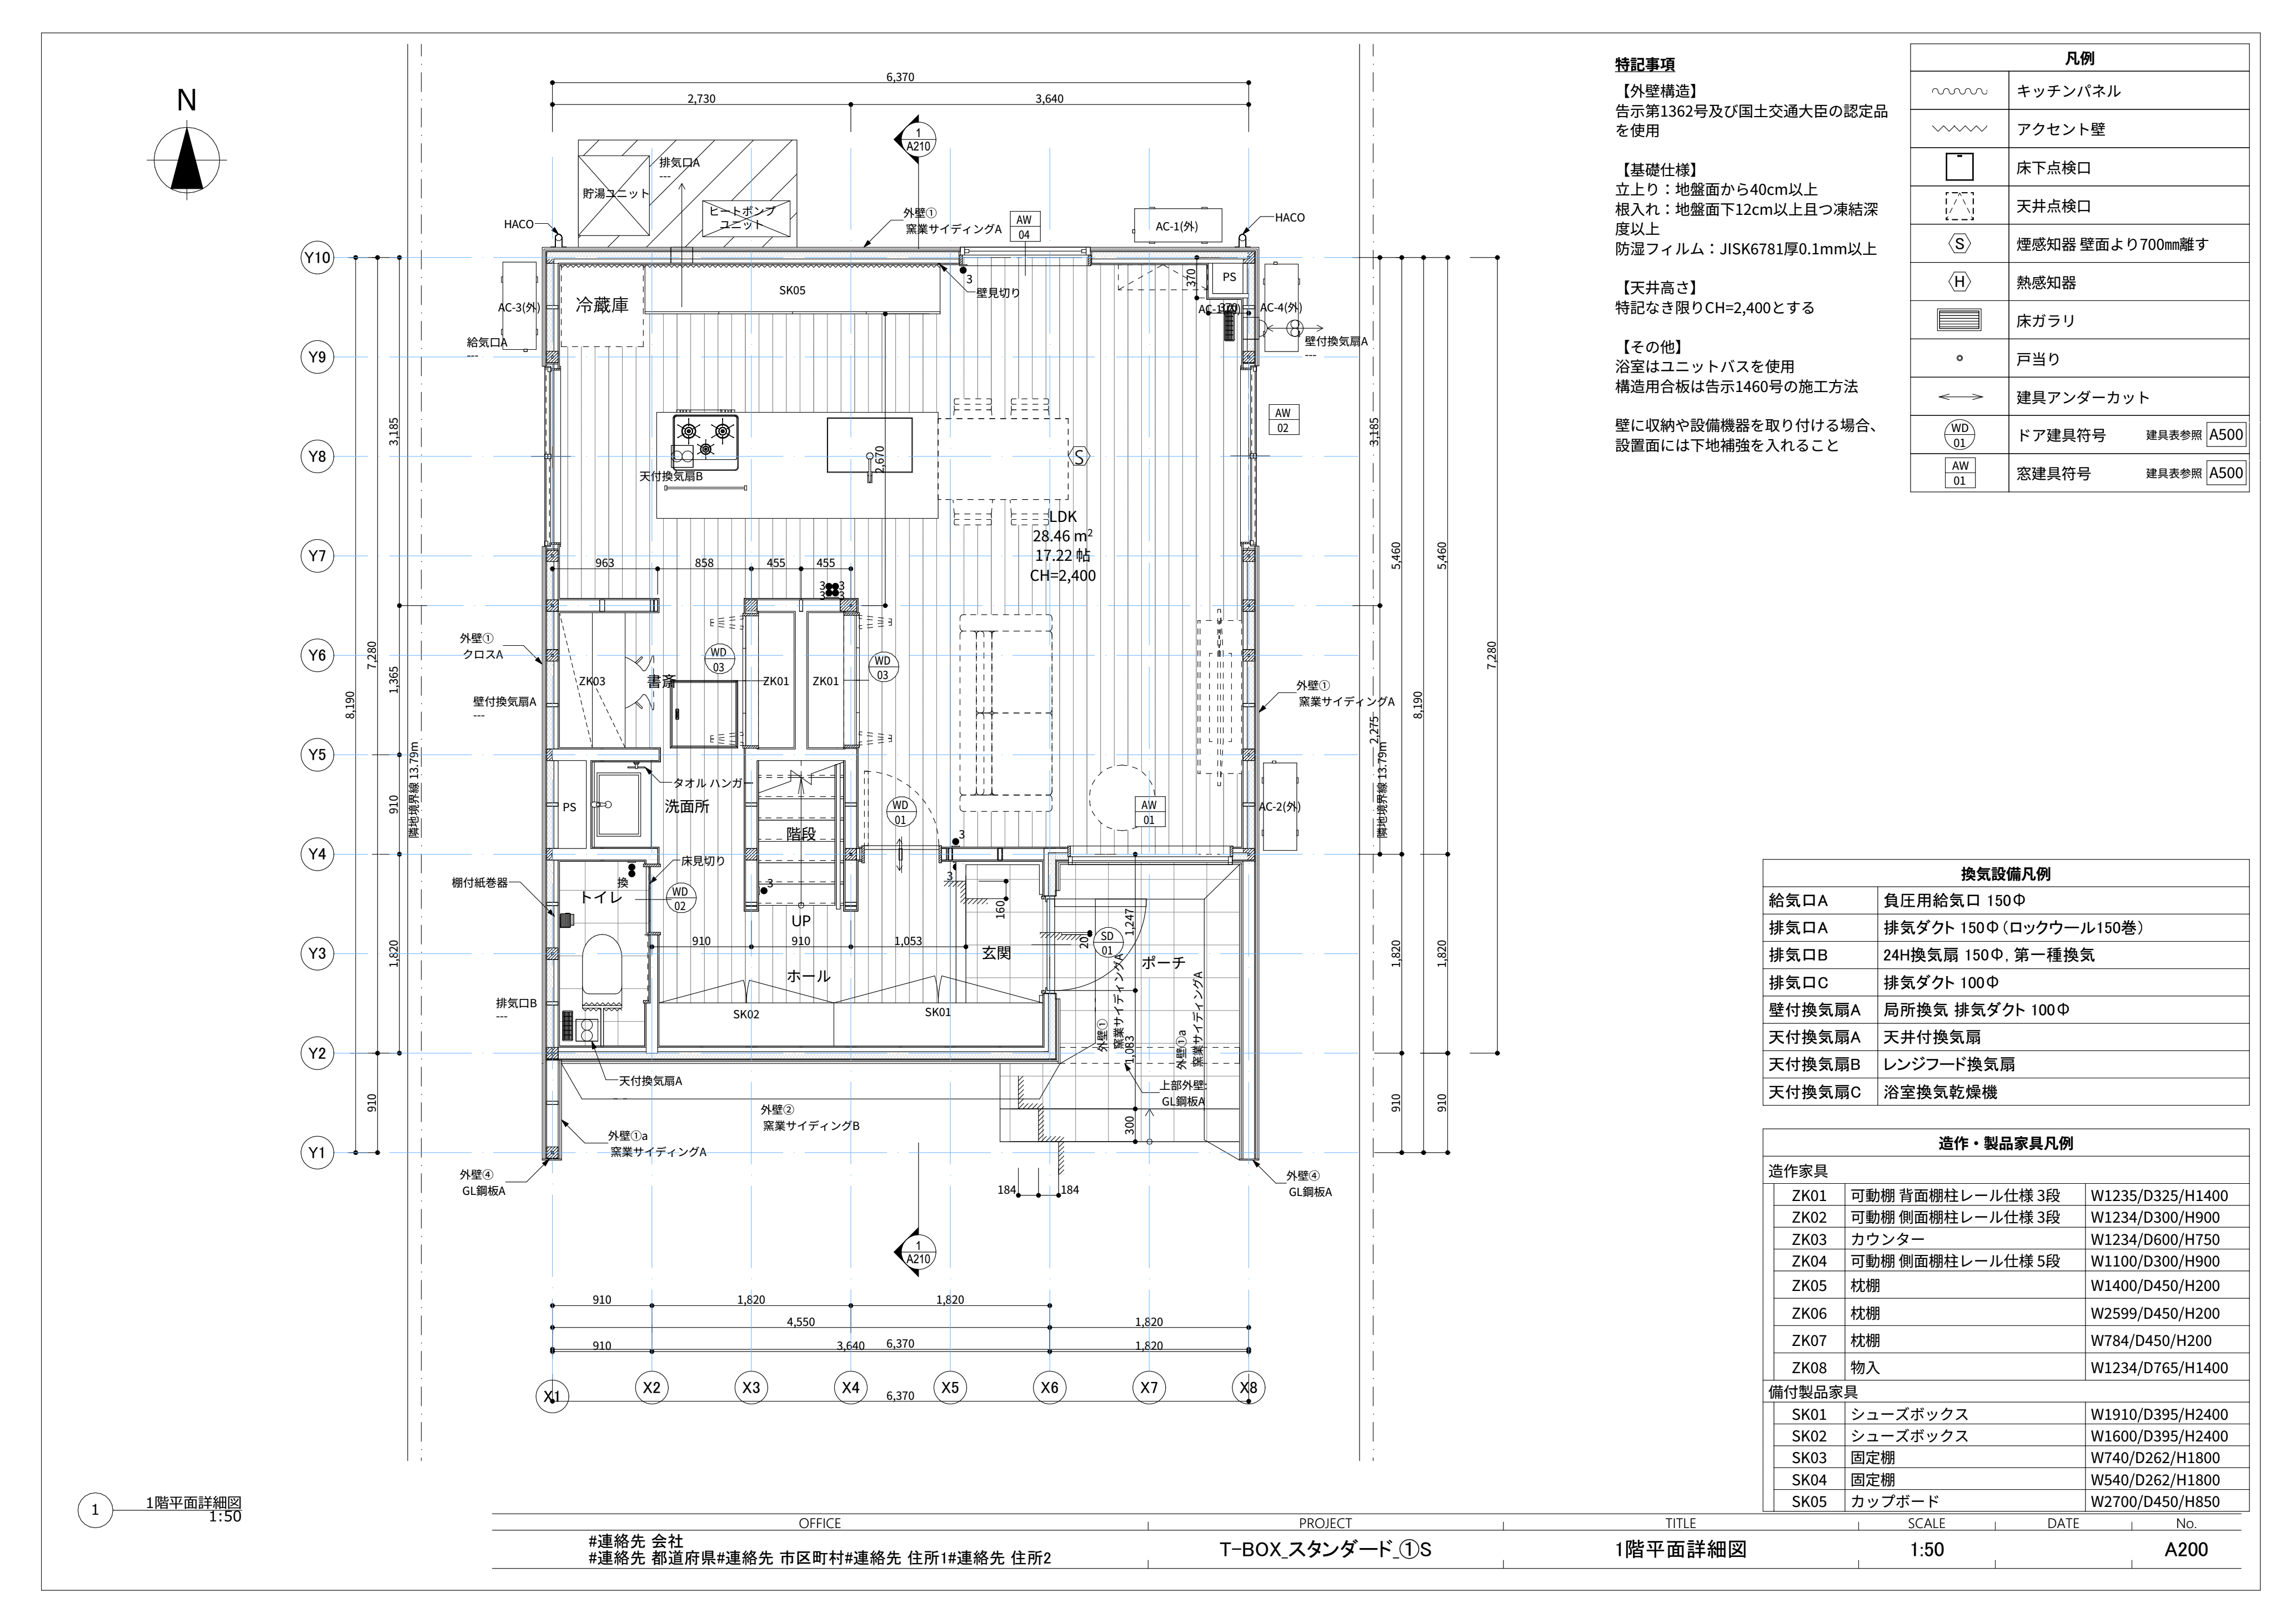 N
6,370
2,730
3,640
1
A210
貯湯ユニット
排気口A
---
ヒートポンプ
ユニット
HACO
外壁①
窯業サイディングA
AW
04
AC-1(外)
HACO
Y10
Y9
Y8
Y7
Y6
Y5
Y4
Y3
Y2
Y1
AC-3(外)
冷蔵庫
SK05
3
壁見切り
370
PS
370
AC-4(外)
給気口A
---
壁付換気扇A
---
3,185
AW
02
3,185
天付換気扇B
2,670
S
LDK
28.46 m²
17.22 帖
CH=2,400
963
858
455
455
3
3
3
3
5,460
5,460
7,280
8,190
1,365
外壁①
クロスA
壁付換気扇A
---
ZK03
書斎
WD
03
ZK01
ZK01
WD
03
外壁①
窯業サイディングA
2,275
8,190
7,280
隣地境界線 13.79m
隣地境界線 13.79m
910
PS
タオル ハンガー
洗面所
階段
WD
01
AW
01
AC-2(外)
3
3
床見切り
棚付紙巻器
換
トイレ
WD
02
3
UP
160
910
910
1,053
玄関
20
SD
01
1,247
ポーチ
ホール
1,820
1,820
1,820
排気口B
---
SK02
SK01
外壁①
窯業サイディングA
1,083
外壁①a
窯業サイディングA
天付換気扇A
上部外壁:
GL鋼板A
910
外壁②
窯業サイディングB
300
910
910
外壁①a
窯業サイディングA
外壁④
GL鋼板A
184
184
外壁④
GL鋼板A
1
A210
910
1,820
1,820
4,550
1,820
910
3,640
6,370
1,820
X1
X2
X3
X4
X5
X6
X7
X8
6,370
特記事項
【外壁構造】
告示第1362号及び国土交通大臣の認定品
を使用
【基礎仕様】
立上り：地盤面から40cm以上
根入れ：地盤面下12cm以上且つ凍結深
度以上
防湿フィルム：JISK6781厚0.1mm以上
【天井高さ】
特記なき限りCH=2,400とする
【その他】
浴室はユニットバスを使用
構造用合板は告示1460号の施工方法
壁に収納や設備機器を取り付ける場合、
設置面には下地補強を入れること
凡例
キッチンパネル
アクセント壁
床下点検口
天井点検口
S 煙感知器 壁面より700㎜離す
H 熱感知器
床ガラリ
戸当り
建具アンダーカット
WD
01
ドア建具符号 建具表参照 A500
AW
01
窓建具符号 建具表参照 A500
換気設備凡例
給気口A 負圧用給気口 150Φ
排気口A 排気ダクト 150Φ（ロックウール150巻）
排気口B 24H換気扇 150Φ, 第一種換気
排気口C 排気ダクト 100Φ
壁付換気扇A 局所換気 排気ダクト 100Φ
天付換気扇A 天井付換気扇
天付換気扇B レンジフード換気扇
天付換気扇C 浴室換気乾燥機
造作・製品家具凡例
造作家具
ZK01 可動棚 背面棚柱レール仕様 3段 W1235/D325/H1400
ZK02 可動棚 側面棚柱レール仕様 3段 W1234/D300/H900
ZK03 カウンター W1234/D600/H750
ZK04 可動棚 側面棚柱レール仕様 5段 W1100/D300/H900
ZK05 枕棚 W1400/D450/H200
ZK06 枕棚 W2599/D450/H200
ZK07 枕棚 W784/D450/H200
ZK08 物入 W1234/D765/H1400
備付製品家具
SK01 シューズボックス W1910/D395/H2400
SK02 シューズボックス W1600/D395/H2400
SK03 固定棚 W740/D262/H1800
SK04 固定棚 W540/D262/H1800
SK05 カップボード W2700/D450/H850
1
1階平面詳細図
1:50
OFFICE
#連絡先 会社
#連絡先 都道府県#連絡先 市区町村#連絡先 住所1#連絡先 住所2
PROJECT
T-BOX_スタンダード_①S
TITLE
1階平面詳細図
SCALE
1:50
DATE
No.
A200